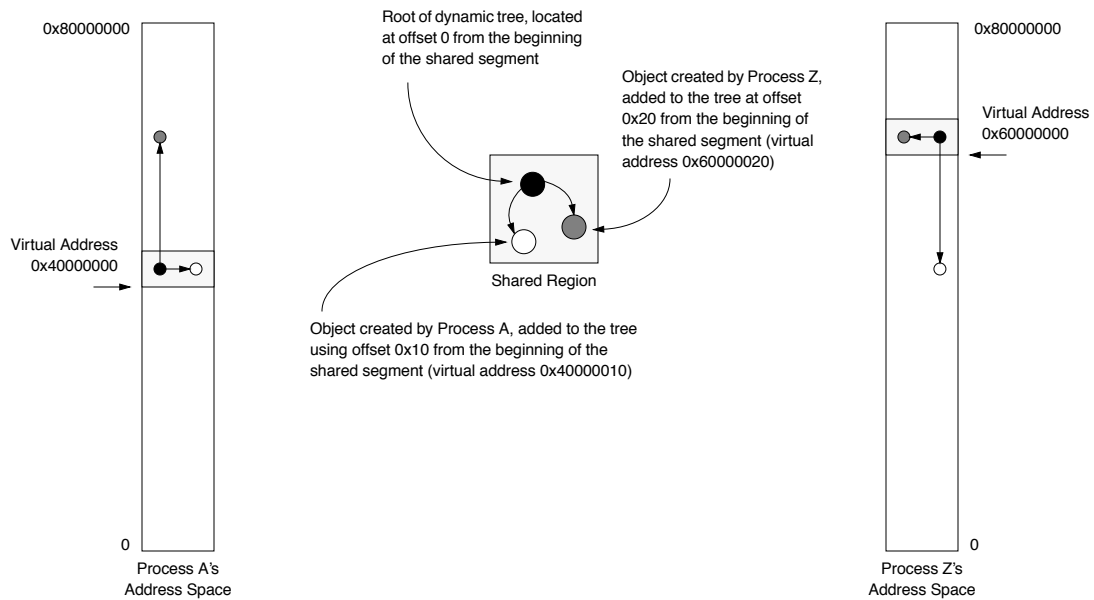 0x80000000
Root of dynamic tree, located
at offset 0 from the beginning
of the shared segment
Object created by Process Z,
added to the tree at offset
0x20 from the beginning of
the shared segment (virtual
address 0x60000020)
0x80000000
Virtual Address
0x60000000
Virtual Address
0x40000000
Shared Region
Object created by Process A, added to the tree
using offset 0x10 from the beginning of the
shared segment (virtual address 0x40000010)
0
Process A's
Address Space
0
Process Z's
Address Space